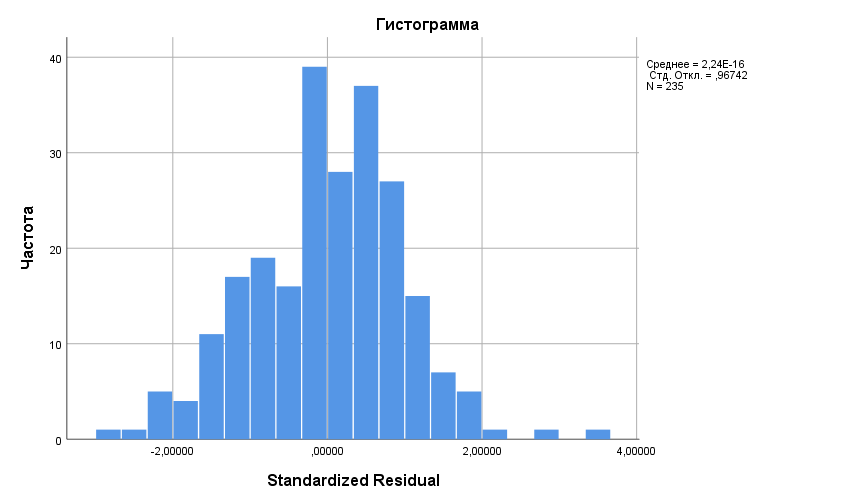 Гистограмма
Среднее = 2,24E-16
Стд. Откл. = ,96742
N = 235
Частота
40
30
20
10
0
-2,00000 ,00000 2,00000 4,00000
Standardized Residual